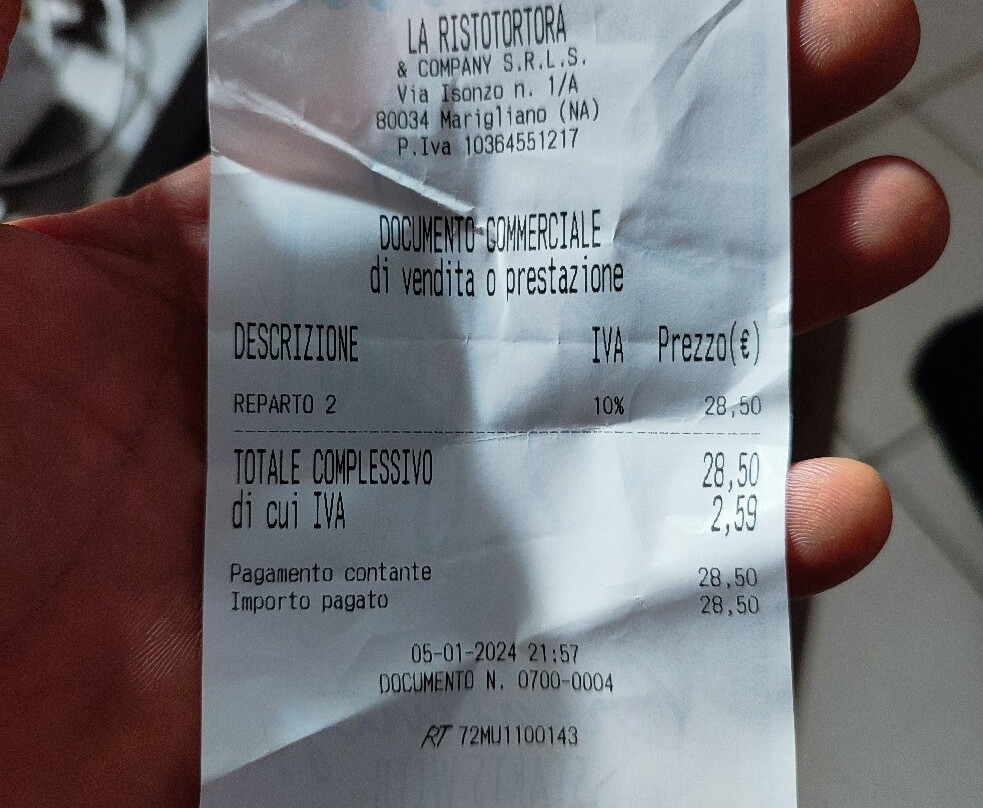 LA RISTOTORTORA
& COMPANY S.R.L.S.
Via Isonzo n. 1/A
80034 Marigliano (NA)
P.Iva 10364551217
DOCUMENTO COMMERCIALE
di vendita o prestazione
DESCRIZIONE IVA Prezzo(€)
REPARTO 2 10% 28,50
TOTALE COMPLESSIVO 28,50
di cui IVA 2,59
Pagamento contante 28,50
Importo pagato 28,50
05-01-2024 21:57
DOCUMENTO N. 0700-0004
RT 72MU1100143